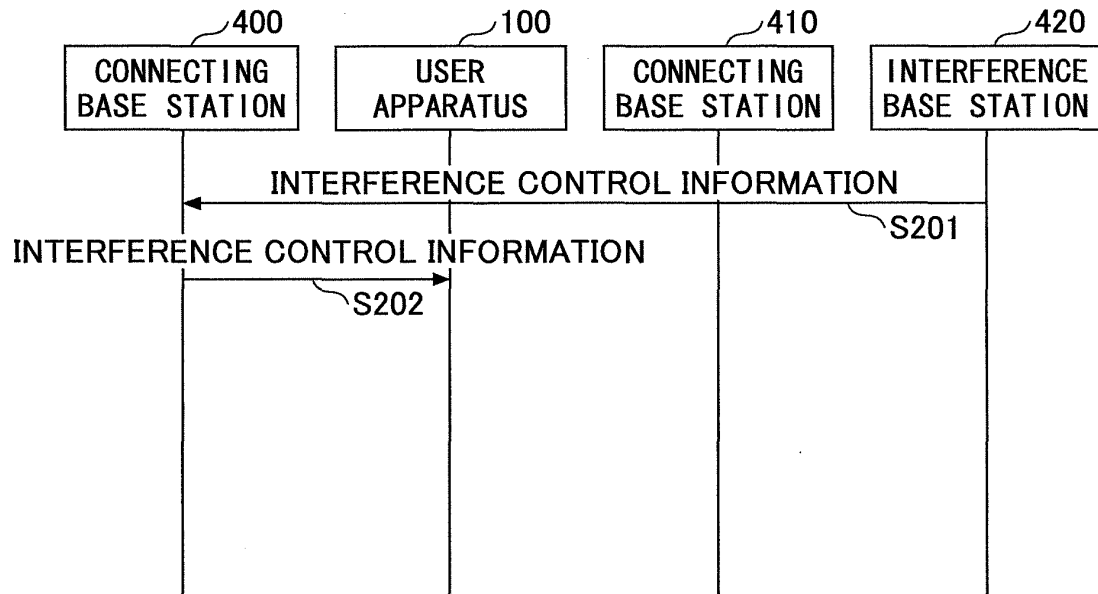 400
100
410
420
CONNECTING
BASE STATION
USER
APPARATUS
CONNECTING
BASE STATION
INTERFERENCE
BASE STATION
INTERFERENCE CONTROL INFORMATION
S201
INTERFERENCE CONTROL INFORMATION
S202